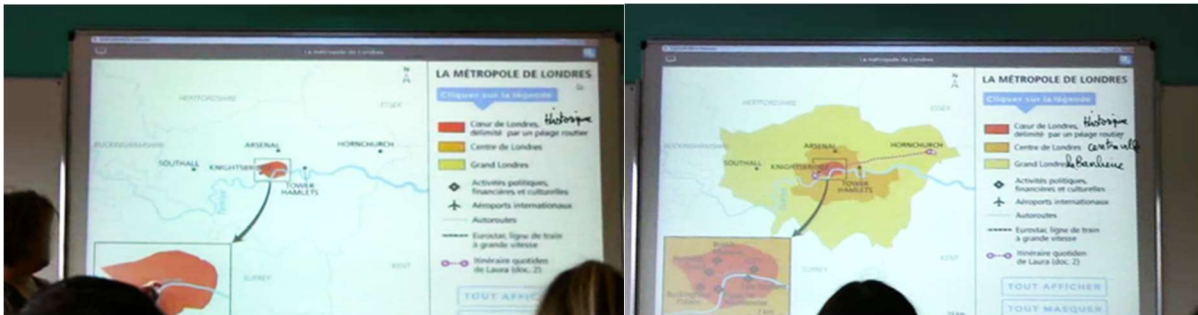 La métropole de Londres
N
HERTFORDSHIRE
ESSEX
BUCKINGHAMSHIRE
ARSENAL
HORNCHURCH
SOUTHALL
TOWER
HAMLETS
SURREY
KENT
LA MÉTROPOLE DE LONDRES
Cliquer sur la légende
Historique
Cœur de Londres,
délimité par un péage routier
Centre de Londres
Grand Londres
Activités politiques,
financières et culturelles
Aéroports internationaux
Autoroutes
Eurostar, ligne de train
à grande vitesse
Itinéraire quotidien
de Laura (doc. 2)
TOUT AFFIC
La métropole de Londres
N
HERTFORDSHIRE
ESSEX
BUCKINGHAMSHIRE
ARSENAL
HORNCHURCH
SOUTHALL
TOWER
HAMLETS
SURREY
KENT
LA MÉTROPOLE DE LONDRES
Cliquer sur la légende
Historique
Cœur de Londres,
délimité par un péage routier
Centre de Londres
Grand Londres
Banlieue
Activités politiques,
financières et culturelles
Aéroports internationaux
Autoroutes
Eurostar, ligne de train
à grande vitesse
Itinéraire quotidien
de Laura (doc. 2)
TOUT AFFICHER
TOUT MASQUER